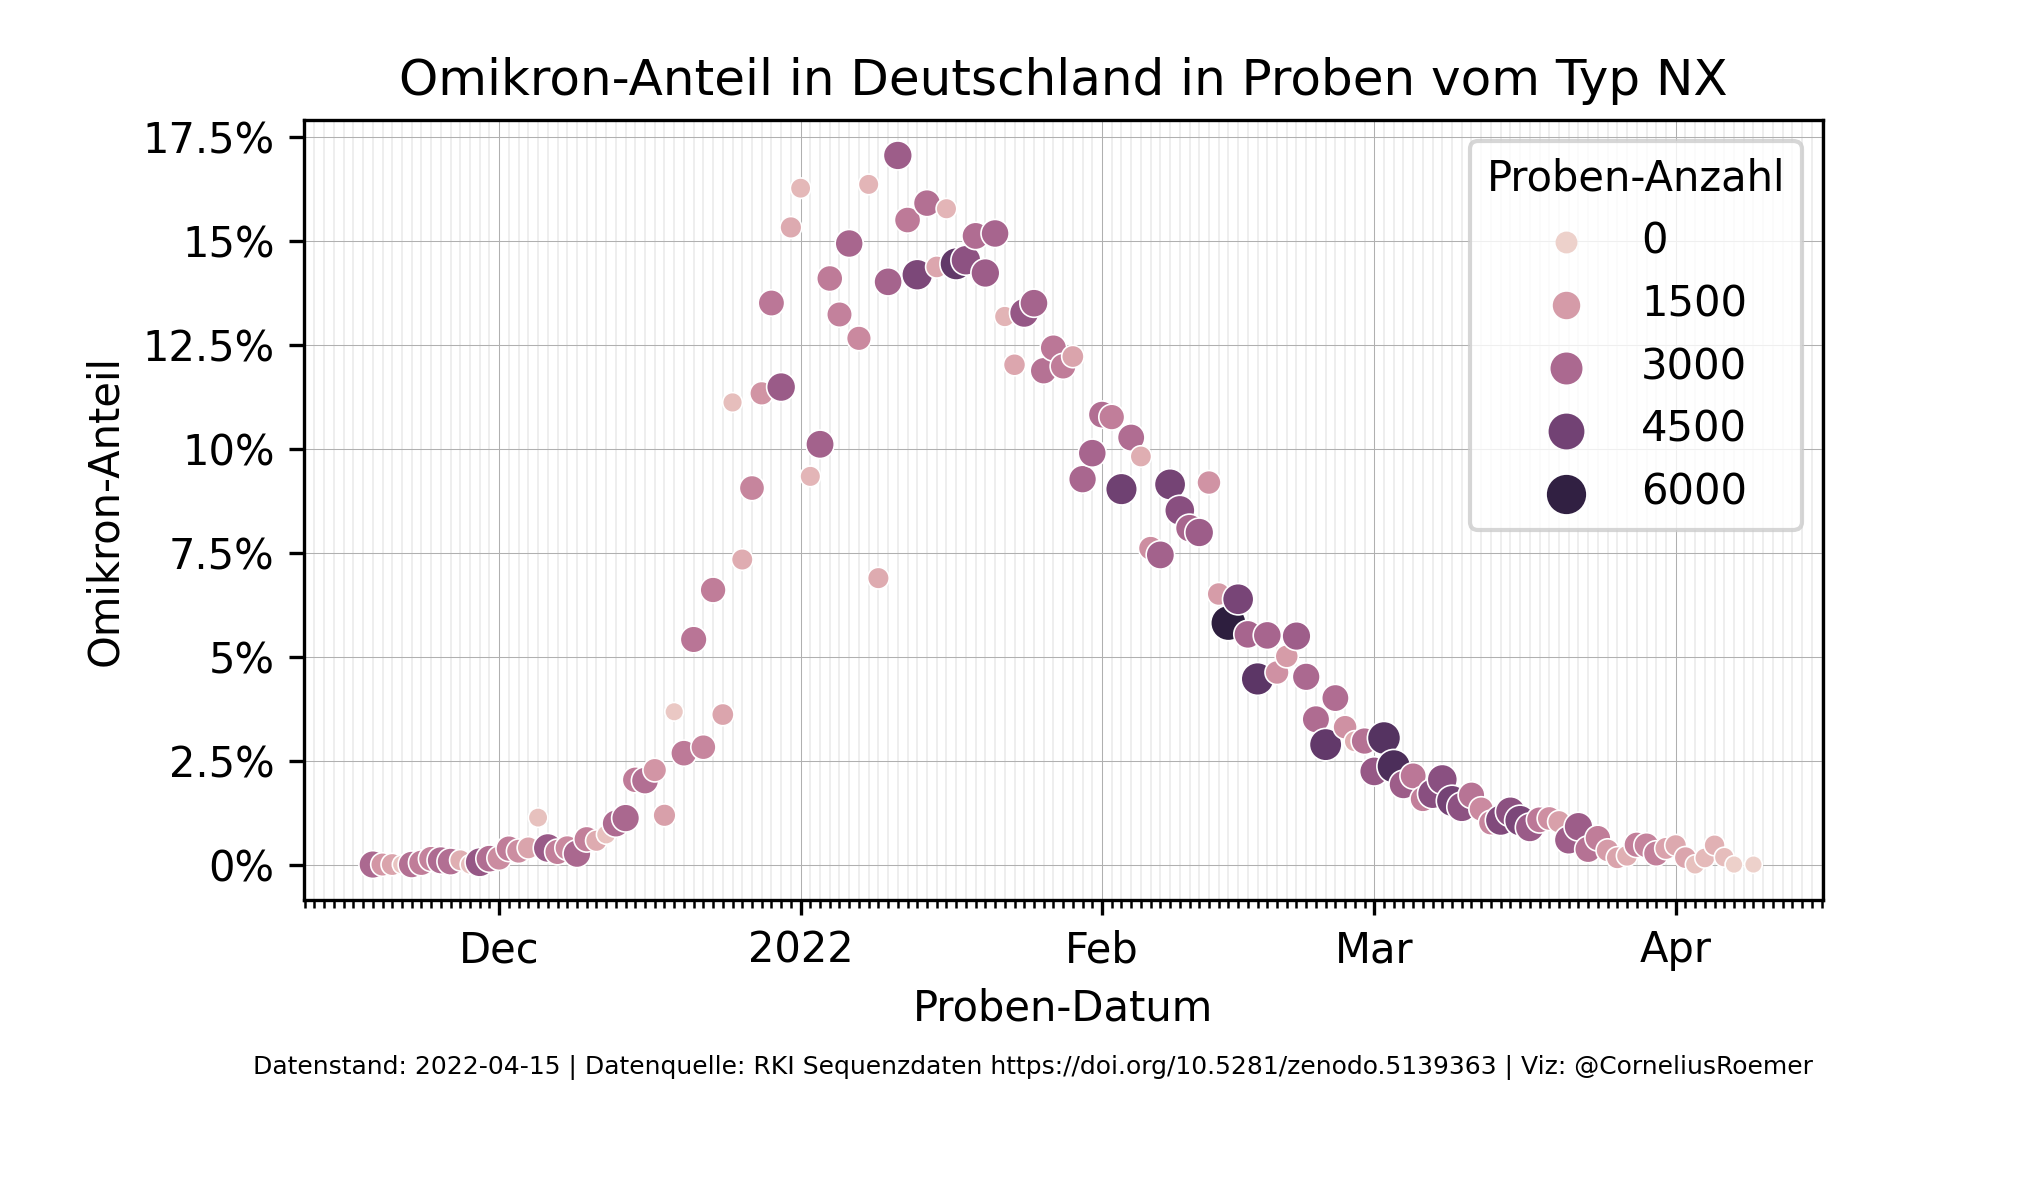 Omikron-Anteil in Deutschland in Proben vom Typ NX
Omikron-Anteil
17.5%
15%
12.5%
10%
7.5%
5%
2.5%
0%
Proben-Anzahl
0
1500
3000
4500
6000
Dec
2022
Feb
Mar
Apr
Proben-Datum
Datenstand: 2022-04-15 | Datenquelle: RKI Sequenzdaten https://doi.org/10.5281/zenodo.5139363 | Viz: @CorneliusRoemer